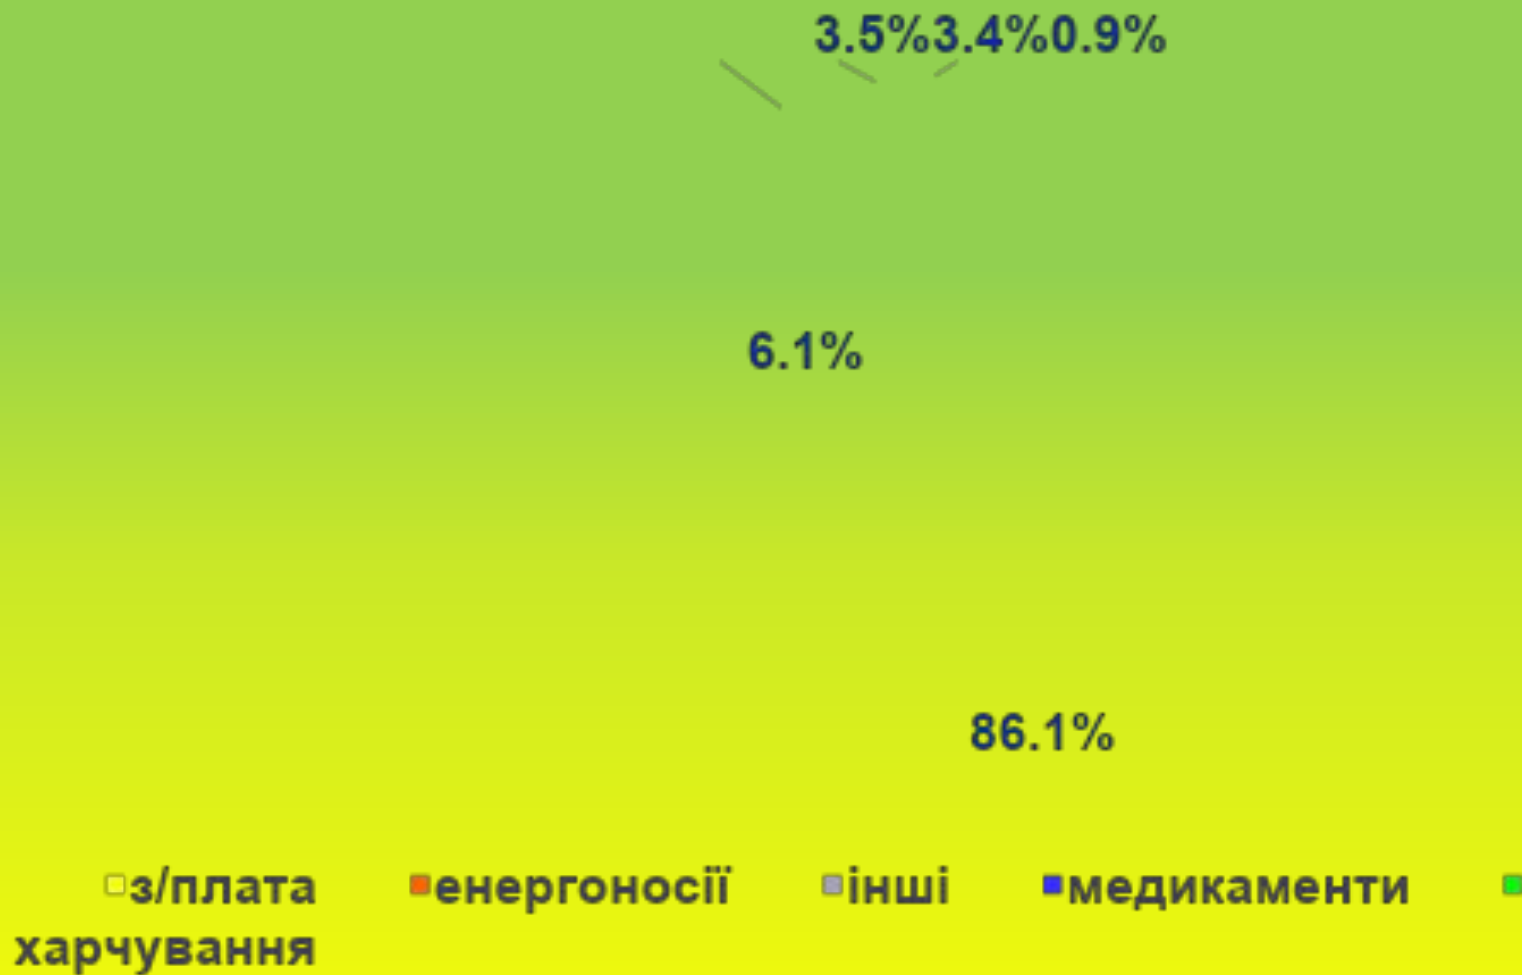 3.5%3.4%0.9%
6.1%
86.1%
з/плата енергоносії інші медикаменти
харчування